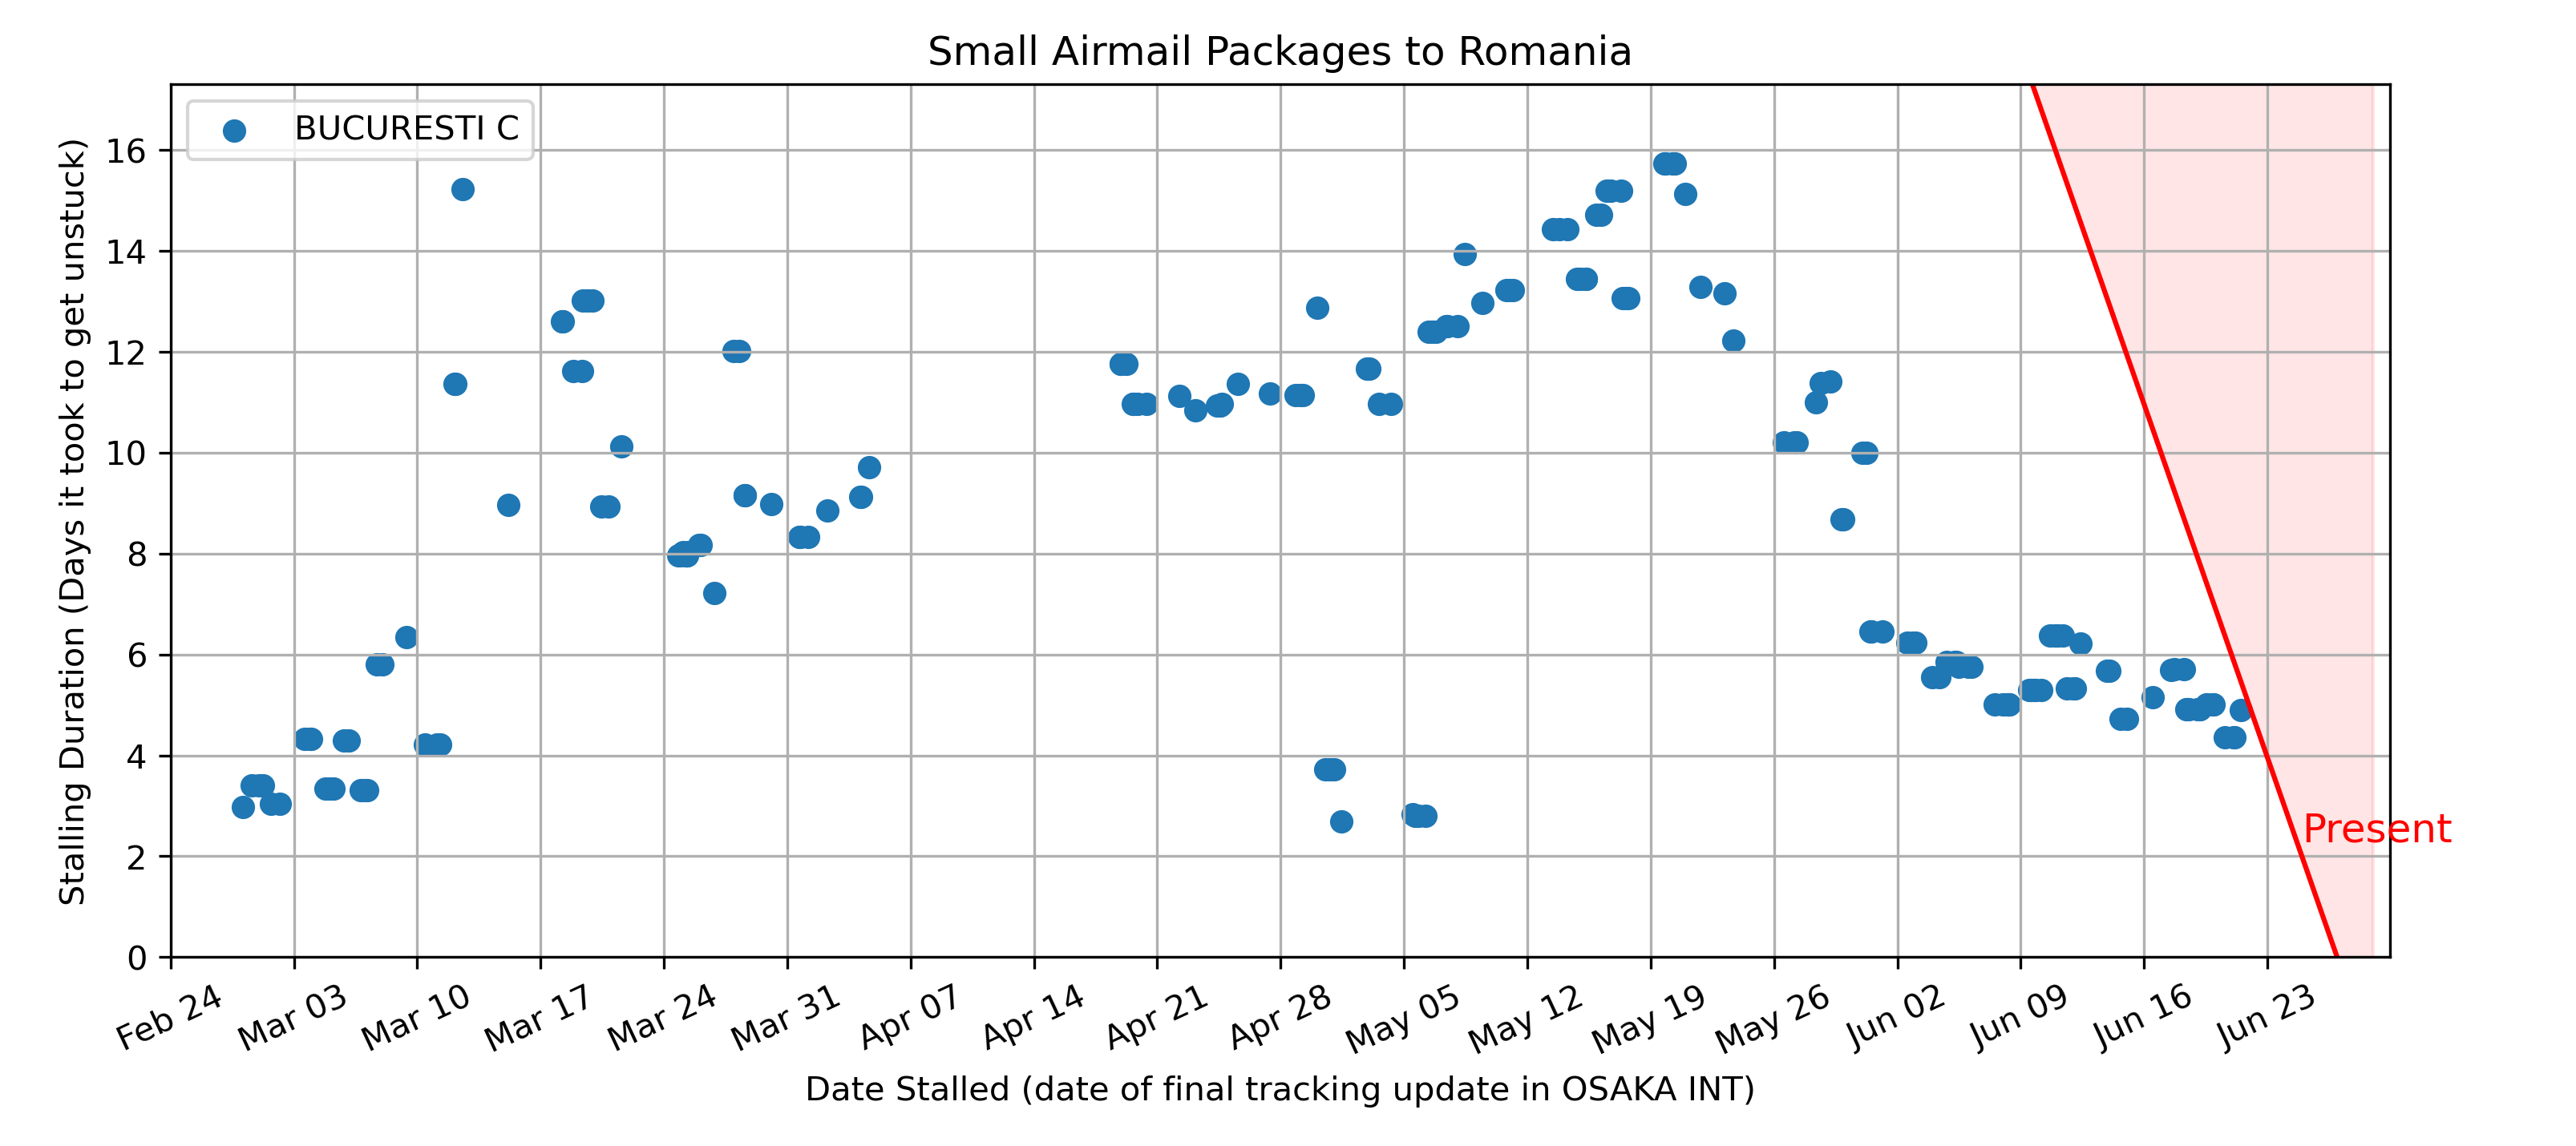 Small Airmail Packages to Romania
BUCURESTI C
Stalling Duration (Days it took to get unstuck)
16
14
12
10
8
6
4
2
0
Present
Feb 24
Mar 03
Mar 10
Mar 17
Mar 24
Mar 31
Apr 07
Apr 14
Apr 21
Apr 28
May 05
May 12
May 19
May 26
Jun 02
Jun 09
Jun 16
Jun 23
Date Stalled (date of final tracking update in OSAKA INT)